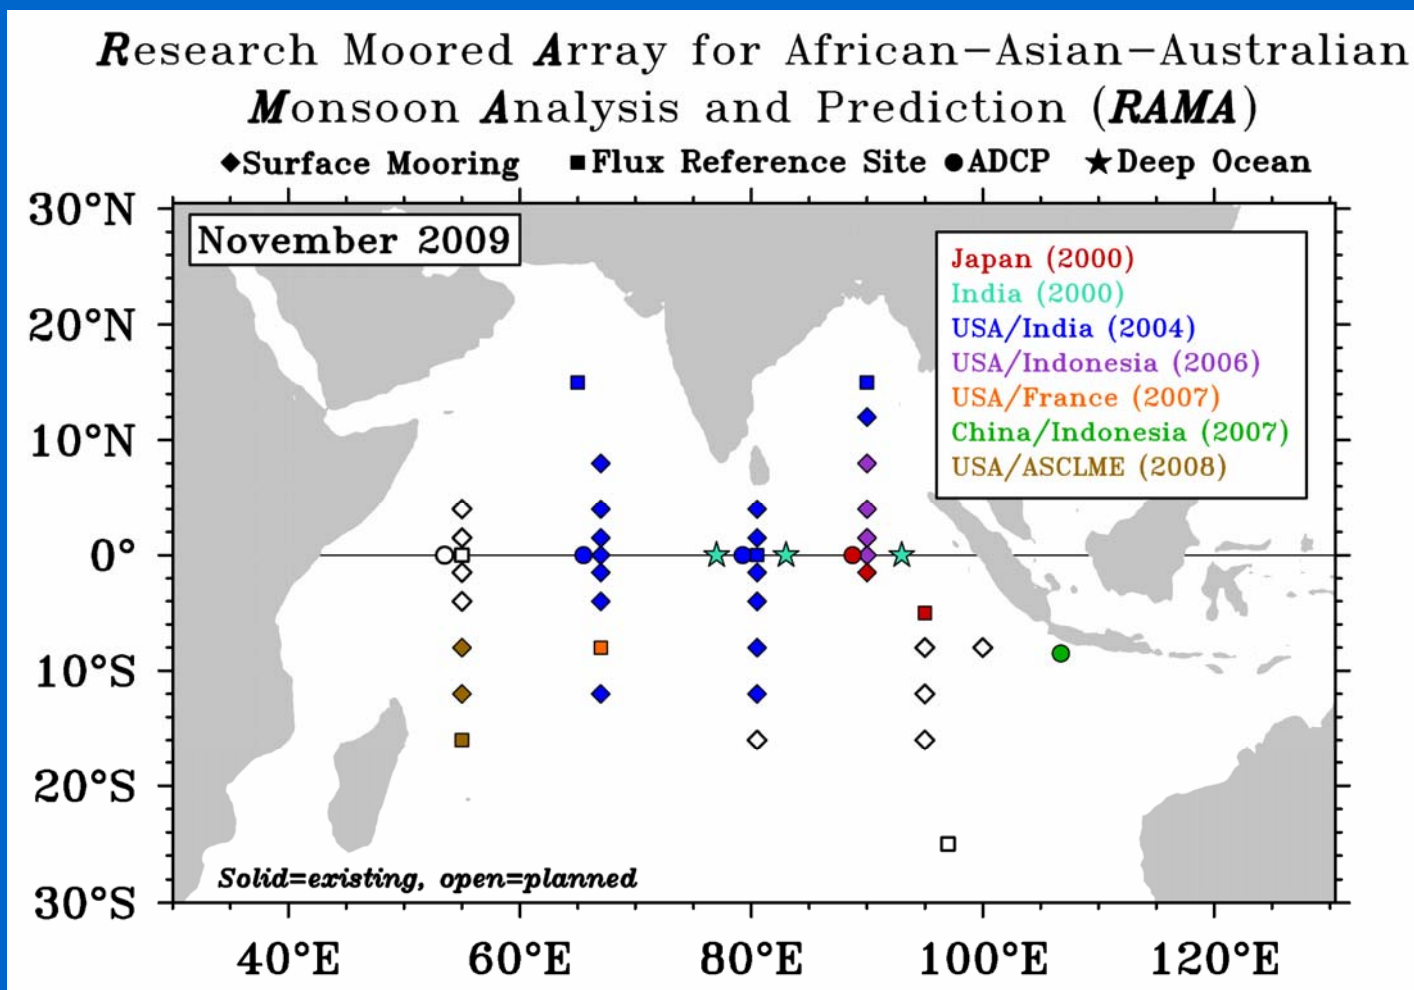 Research Moored Array for African-Asian-Australian
Monsoon Analysis and Prediction (RAMA)
◆Surface Mooring ■Flux Reference Site ●ADCP ★Deep Ocean
30°N
November 2009
Japan (2000)
India (2000)
20°N
USA/India (2004)
USA/Indonesia (2006)
USA/France (2007)
10°N
China/Indonesia (2007)
USA/ASCLME (2008)
0°
10°S
20°S
Solid=existing, open=planned
30°S
40°E 60°E 80°E 100°E 120°E